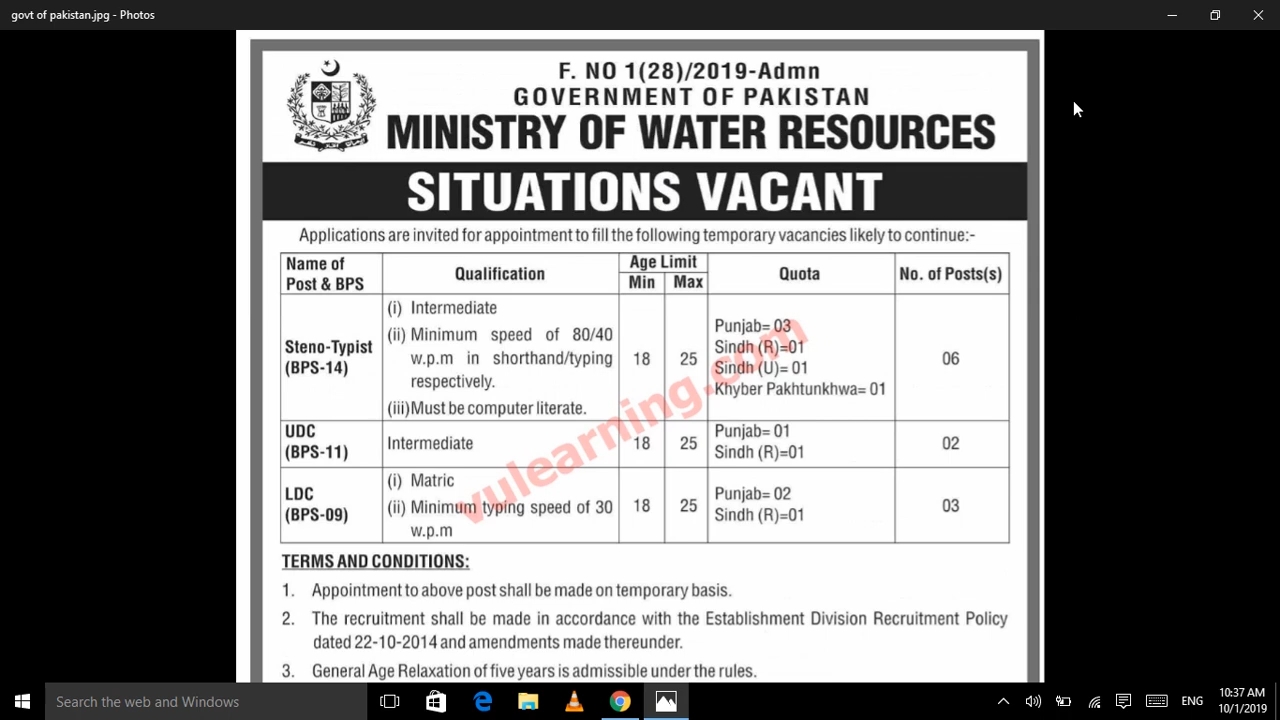 govt of pakistan.jpg - Photos
F. NO 1(28)/2019-Admn
GOVERNMENT OF PAKISTAN
MINISTRY OF WATER RESOURCES
SITUATIONS VACANT
Applications are invited for appointment to fill the following temporary vacancies likely to continue:-
Name of
Post & BPS
Qualification
Age Limit
Min Max
Quota
No. of Posts(s)
Steno-Typist
(BPS-14)
(i) Intermediate
(ii) Minimum speed of 80/40
w.p.m in shorthand/typing
respectively.
(iii) Must be computer literate.
18
25
Punjab= 03
Sindh (R)=01
Sindh (U)= 01
Khyber Pakhtunkhwa= 01
06
UDC
(BPS-11)
Intermediate
18
25
Punjab= 01
Sindh (R)=01
02
LDC
(BPS-09)
(i) Matric
(ii) Minimum typing speed of 30
w.p.m
18
25
Punjab= 02
Sindh (R)=01
03
vulearning.com
TERMS AND CONDITIONS:
1. Appointment to above post shall be made on temporary basis.
2. The recruitment shall be made in accordance with the Establishment Division Recruitment Policy
dated 22-10-2014 and amendments made thereunder.
3. General Age Relaxation of five years is admissible under the rules.
Search the web and Windows
ENG
10:37 AM
10/1/2019